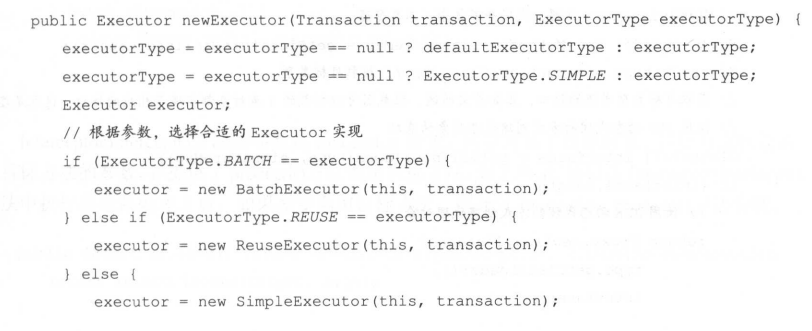 public Executor newExecutor(Transaction transaction, ExecutorType executorType) {
executorType = executorType == null ? defaultExecutorType : executorType;
executorType = executorType == null ? ExecutorType.SIMPLE : executorType;
Executor executor;
// 根据参数，选择合适的 Executor 实现
if (ExecutorType.BATCH == executorType) {
executor = new BatchExecutor(this, transaction);
} else if (ExecutorType.REUSE == executorType) {
executor = new ReuseExecutor(this, transaction);
} else {
executor = new SimpleExecutor(this, transaction);